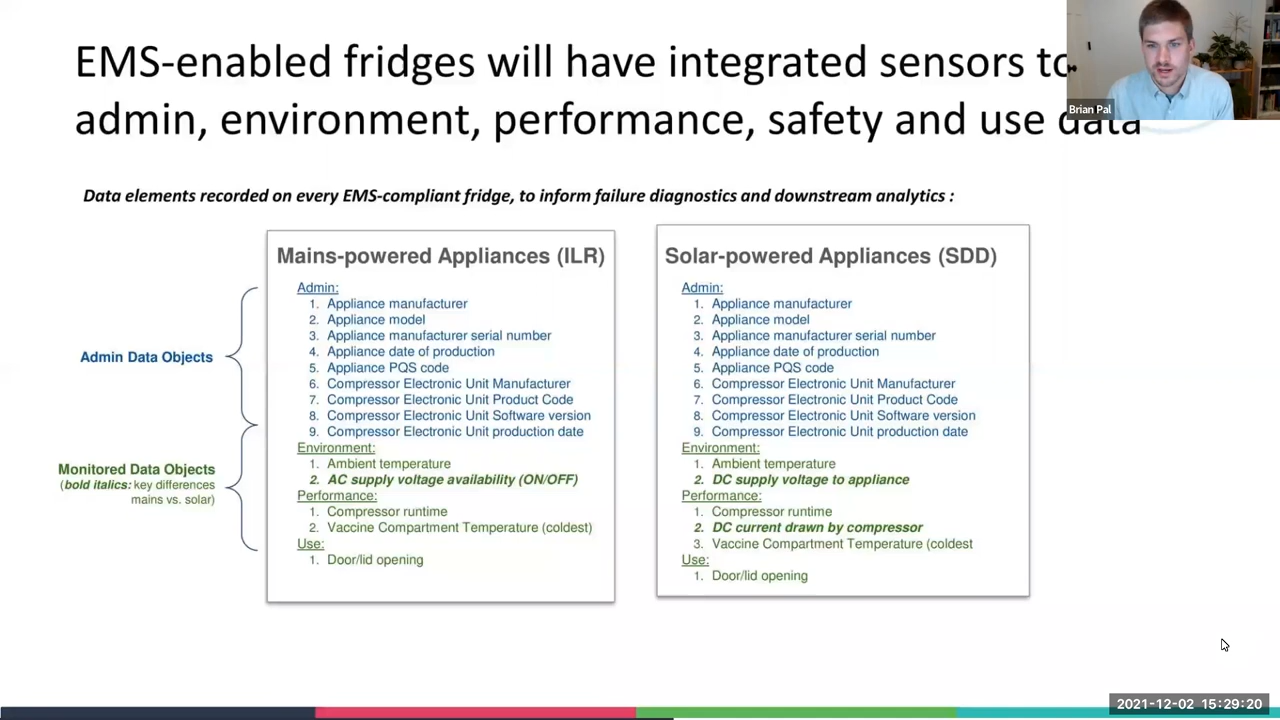 EMS-enabled fridges will have integrated sensors to
admin, environment, performance, safety and use data
Brian Pal
Data elements recorded on every EMS-compliant fridge, to inform failure diagnostics and downstream analytics :
Mains-powered Appliances (ILR)
Admin:
1. Appliance manufacturer
2. Appliance model
3. Appliance manufacturer serial number
4. Appliance date of production
5. Appliance PQS code
6. Compressor Electronic Unit Manufacturer
7. Compressor Electronic Unit Product Code
8. Compressor Electronic Unit Software version
9. Compressor Electronic Unit production date
Environment:
1. Ambient temperature
2. AC supply voltage availability (ON/OFF)
Performance:
1. Compressor runtime
2. Vaccine Compartment Temperature (coldest)
Use:
1. Door/lid opening
Solar-powered Appliances (SDD)
Admin:
1. Appliance manufacturer
2. Appliance model
3. Appliance manufacturer serial number
4. Appliance date of production
5. Appliance PQS code
6. Compressor Electronic Unit Manufacturer
7. Compressor Electronic Unit Product Code
8. Compressor Electronic Unit Software version
9. Compressor Electronic Unit production date
Environment:
1. Ambient temperature
2. DC supply voltage to appliance
Performance:
1. Compressor runtime
2. DC current drawn by compressor
3. Vaccine Compartment Temperature (coldest
Use:
1. Door/lid opening
Admin Data Objects
Monitored Data Objects
(bold italics: key differences
mains vs. solar)
2021-12-02 15:29:20